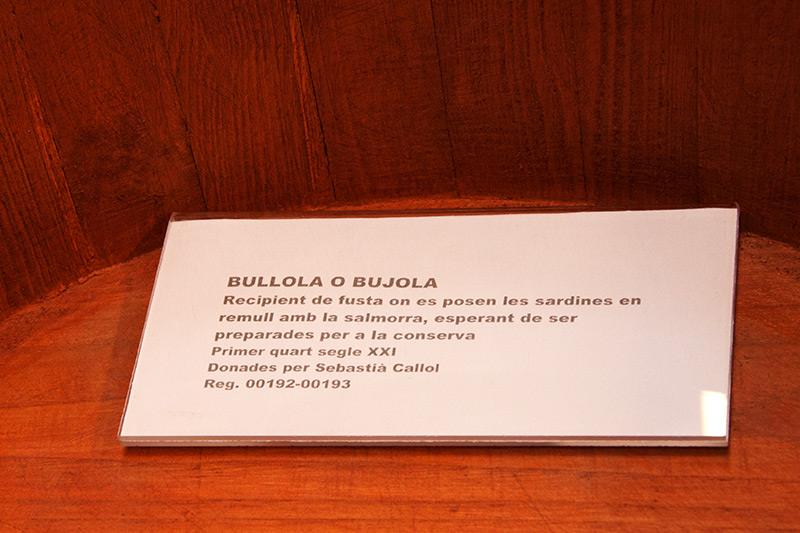 BULLOLA O BUJOLA
Recipient de fusta on es posen les sardines en
remull amb la salmorra, esperant de ser
preparades per a la conserva
Primer quart segle XXI
Donades per Sebastià Callol
Reg. 00192-00193